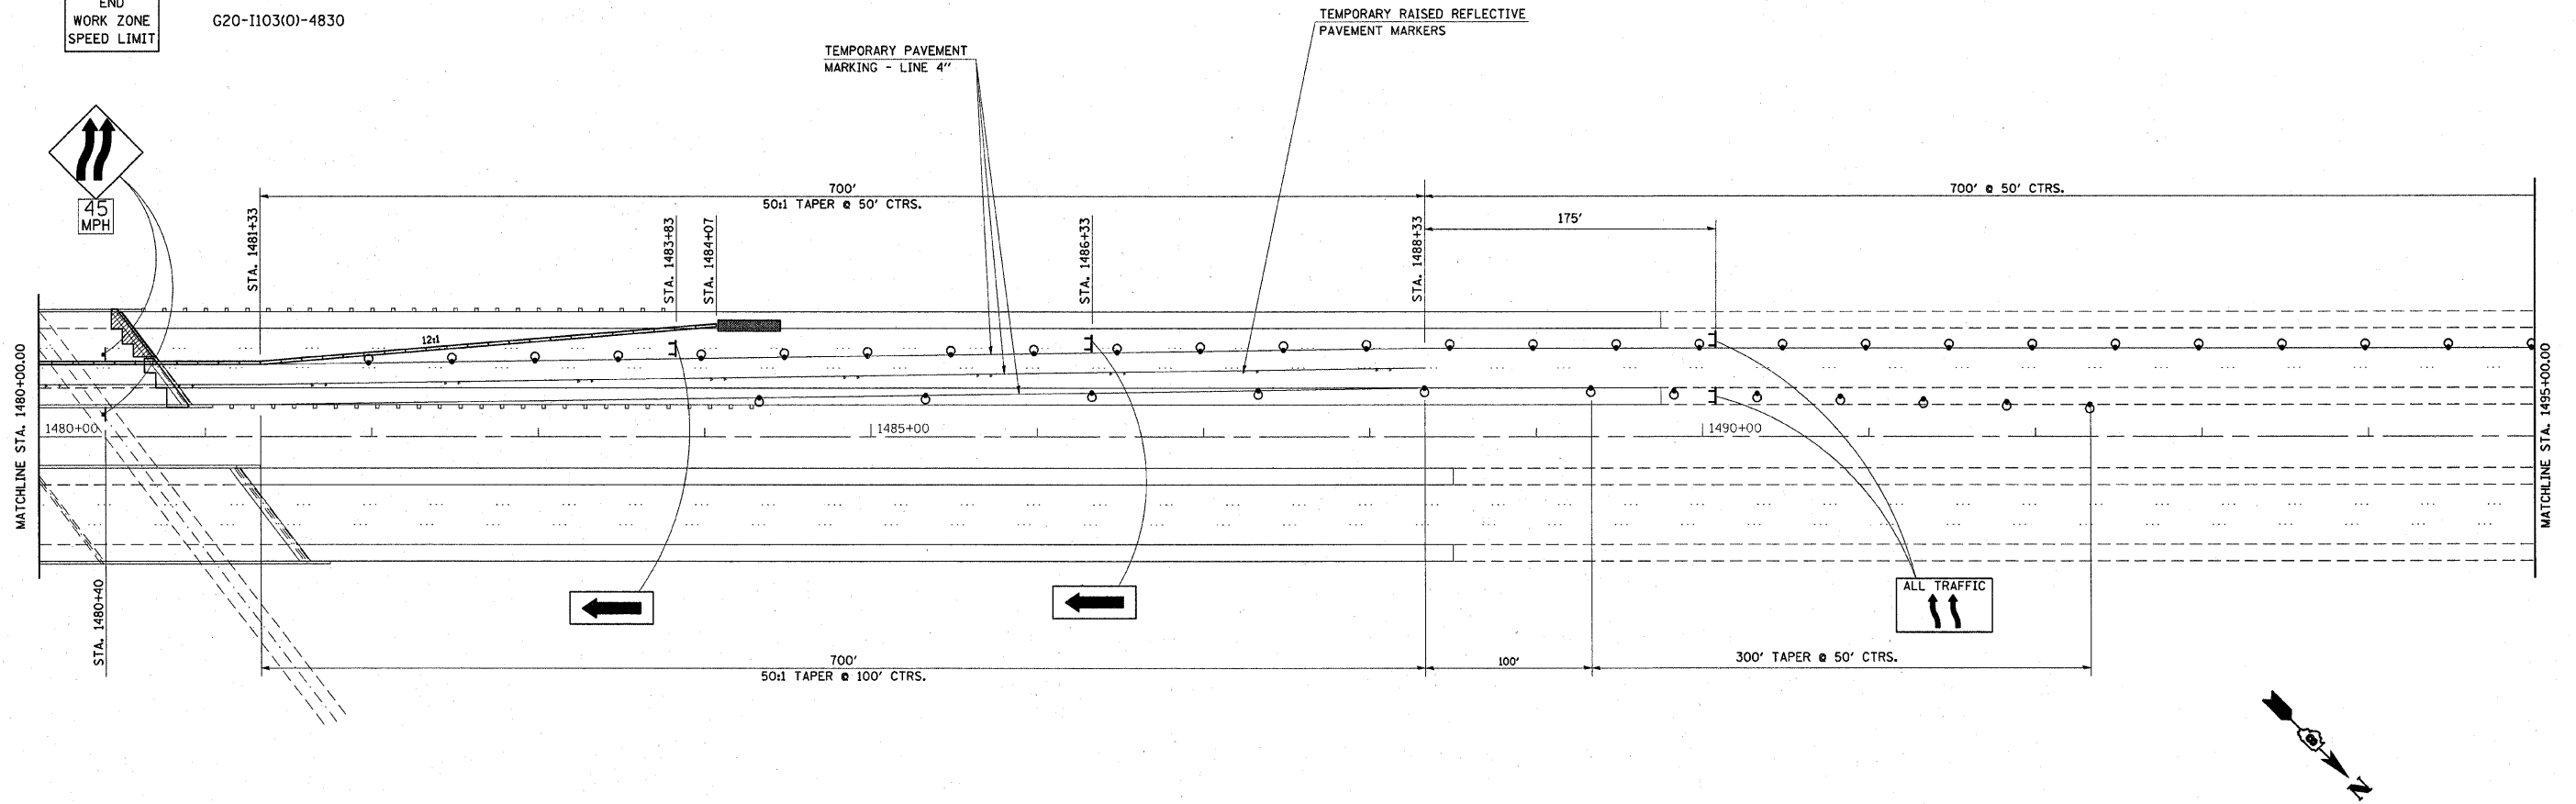 END
WORK ZONE
SPEED LIMIT
G20-I103(O)-4830
TEMPORARY RAISED REFLECTIVE
PAVEMENT MARKERS
TEMPORARY PAVEMENT
MARKING - LINE 4"
45
MPH
700'
50:1 TAPER @ 50' CTRS.
700' @ 50' CTRS.
175'
STA. 1481+33
STA. 1483+83
STA. 1484+07
STA. 1486+33
STA. 1488+33
12:1
MATCHLINE STA. 1480+00.00
1480+00
1485+00
1490+00
MATCHLINE STA. 1495+00.00
STA. 1480+40
ALL TRAFFIC
700'
50:1 TAPER @ 100' CTRS.
100'
300' TAPER @ 50' CTRS.
N